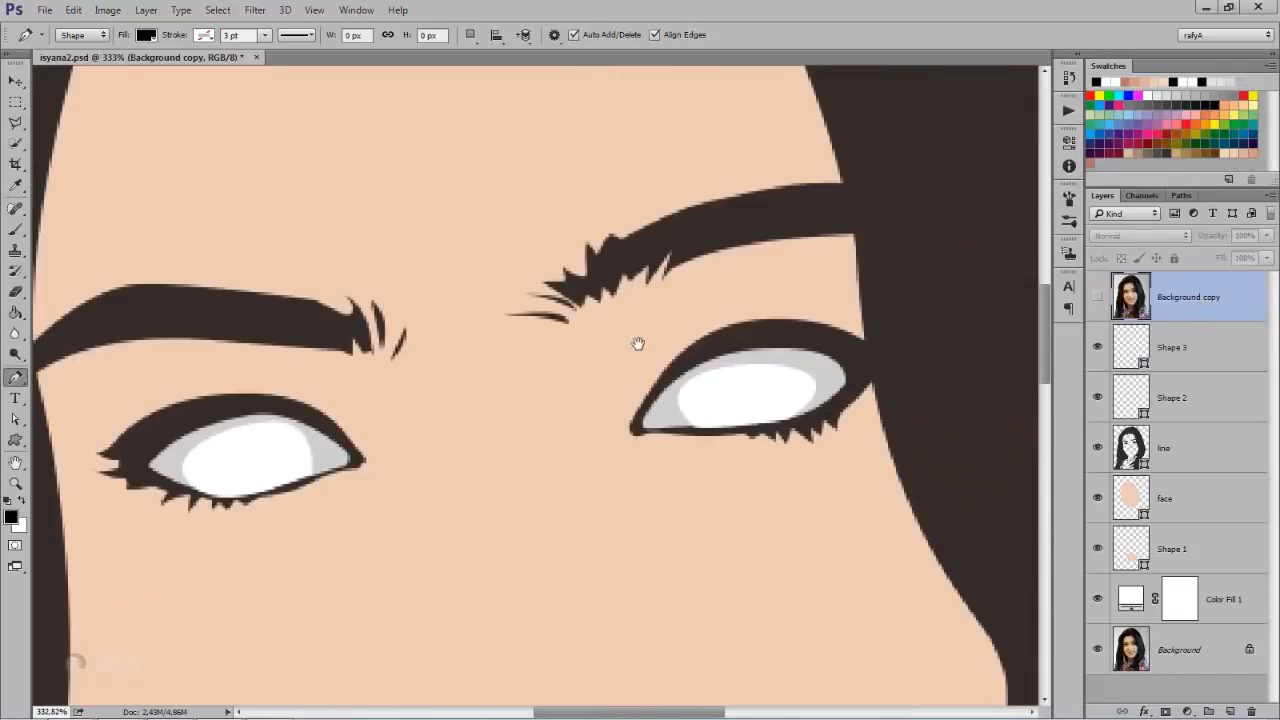 Ps File Edit Image Layer Type Select Filter 3D View Window Help
Shape Fill: Stroke: 3 pt W: 0 px H: 0 px Auto Add/Delete Align Edges rafyA...
isyana2.psd @ 333% (Background copy, RGB/8) * ×
Swatches
Layers Channels Paths
Kind
Normal Opacity: 100%
Lock: Fill: 100%
Background copy
Shape 3
Shape 2
line
face
Shape 1
Color Fill 1
Background
332.82% Doc: 2,43M/4,86M